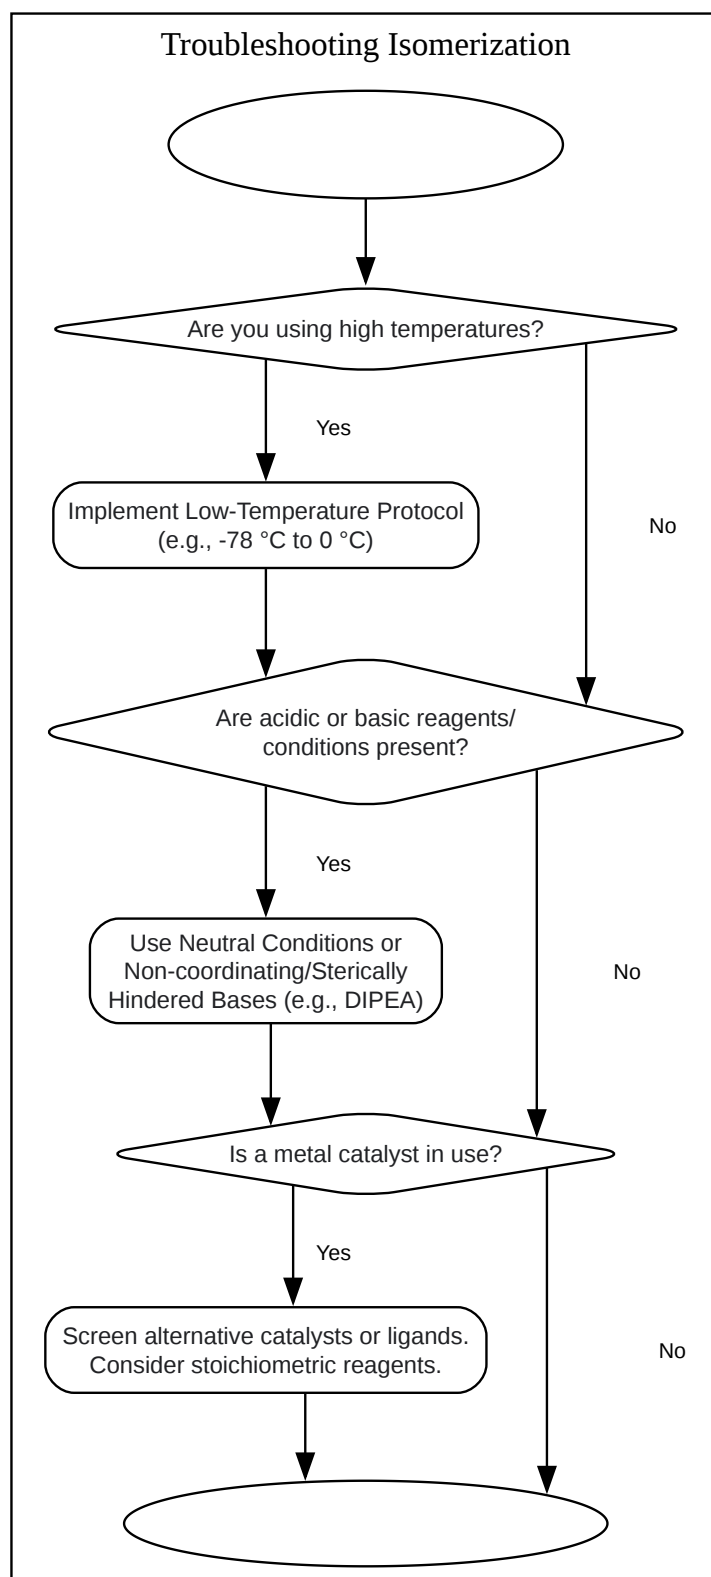 Troubleshooting Isomerization
Are you using high temperatures?
Yes
Implement Low-Temperature Protocol
(e.g., -78 °C to 0 °C)
No
Are acidic or basic reagents/
conditions present?
Yes
Use Neutral Conditions or
Non-coordinating/Sterically
Hindered Bases (e.g., DIPEA)
No
Is a metal catalyst in use?
Yes
Screen alternative catalysts or ligands.
Consider stoichiometric reagents.
No